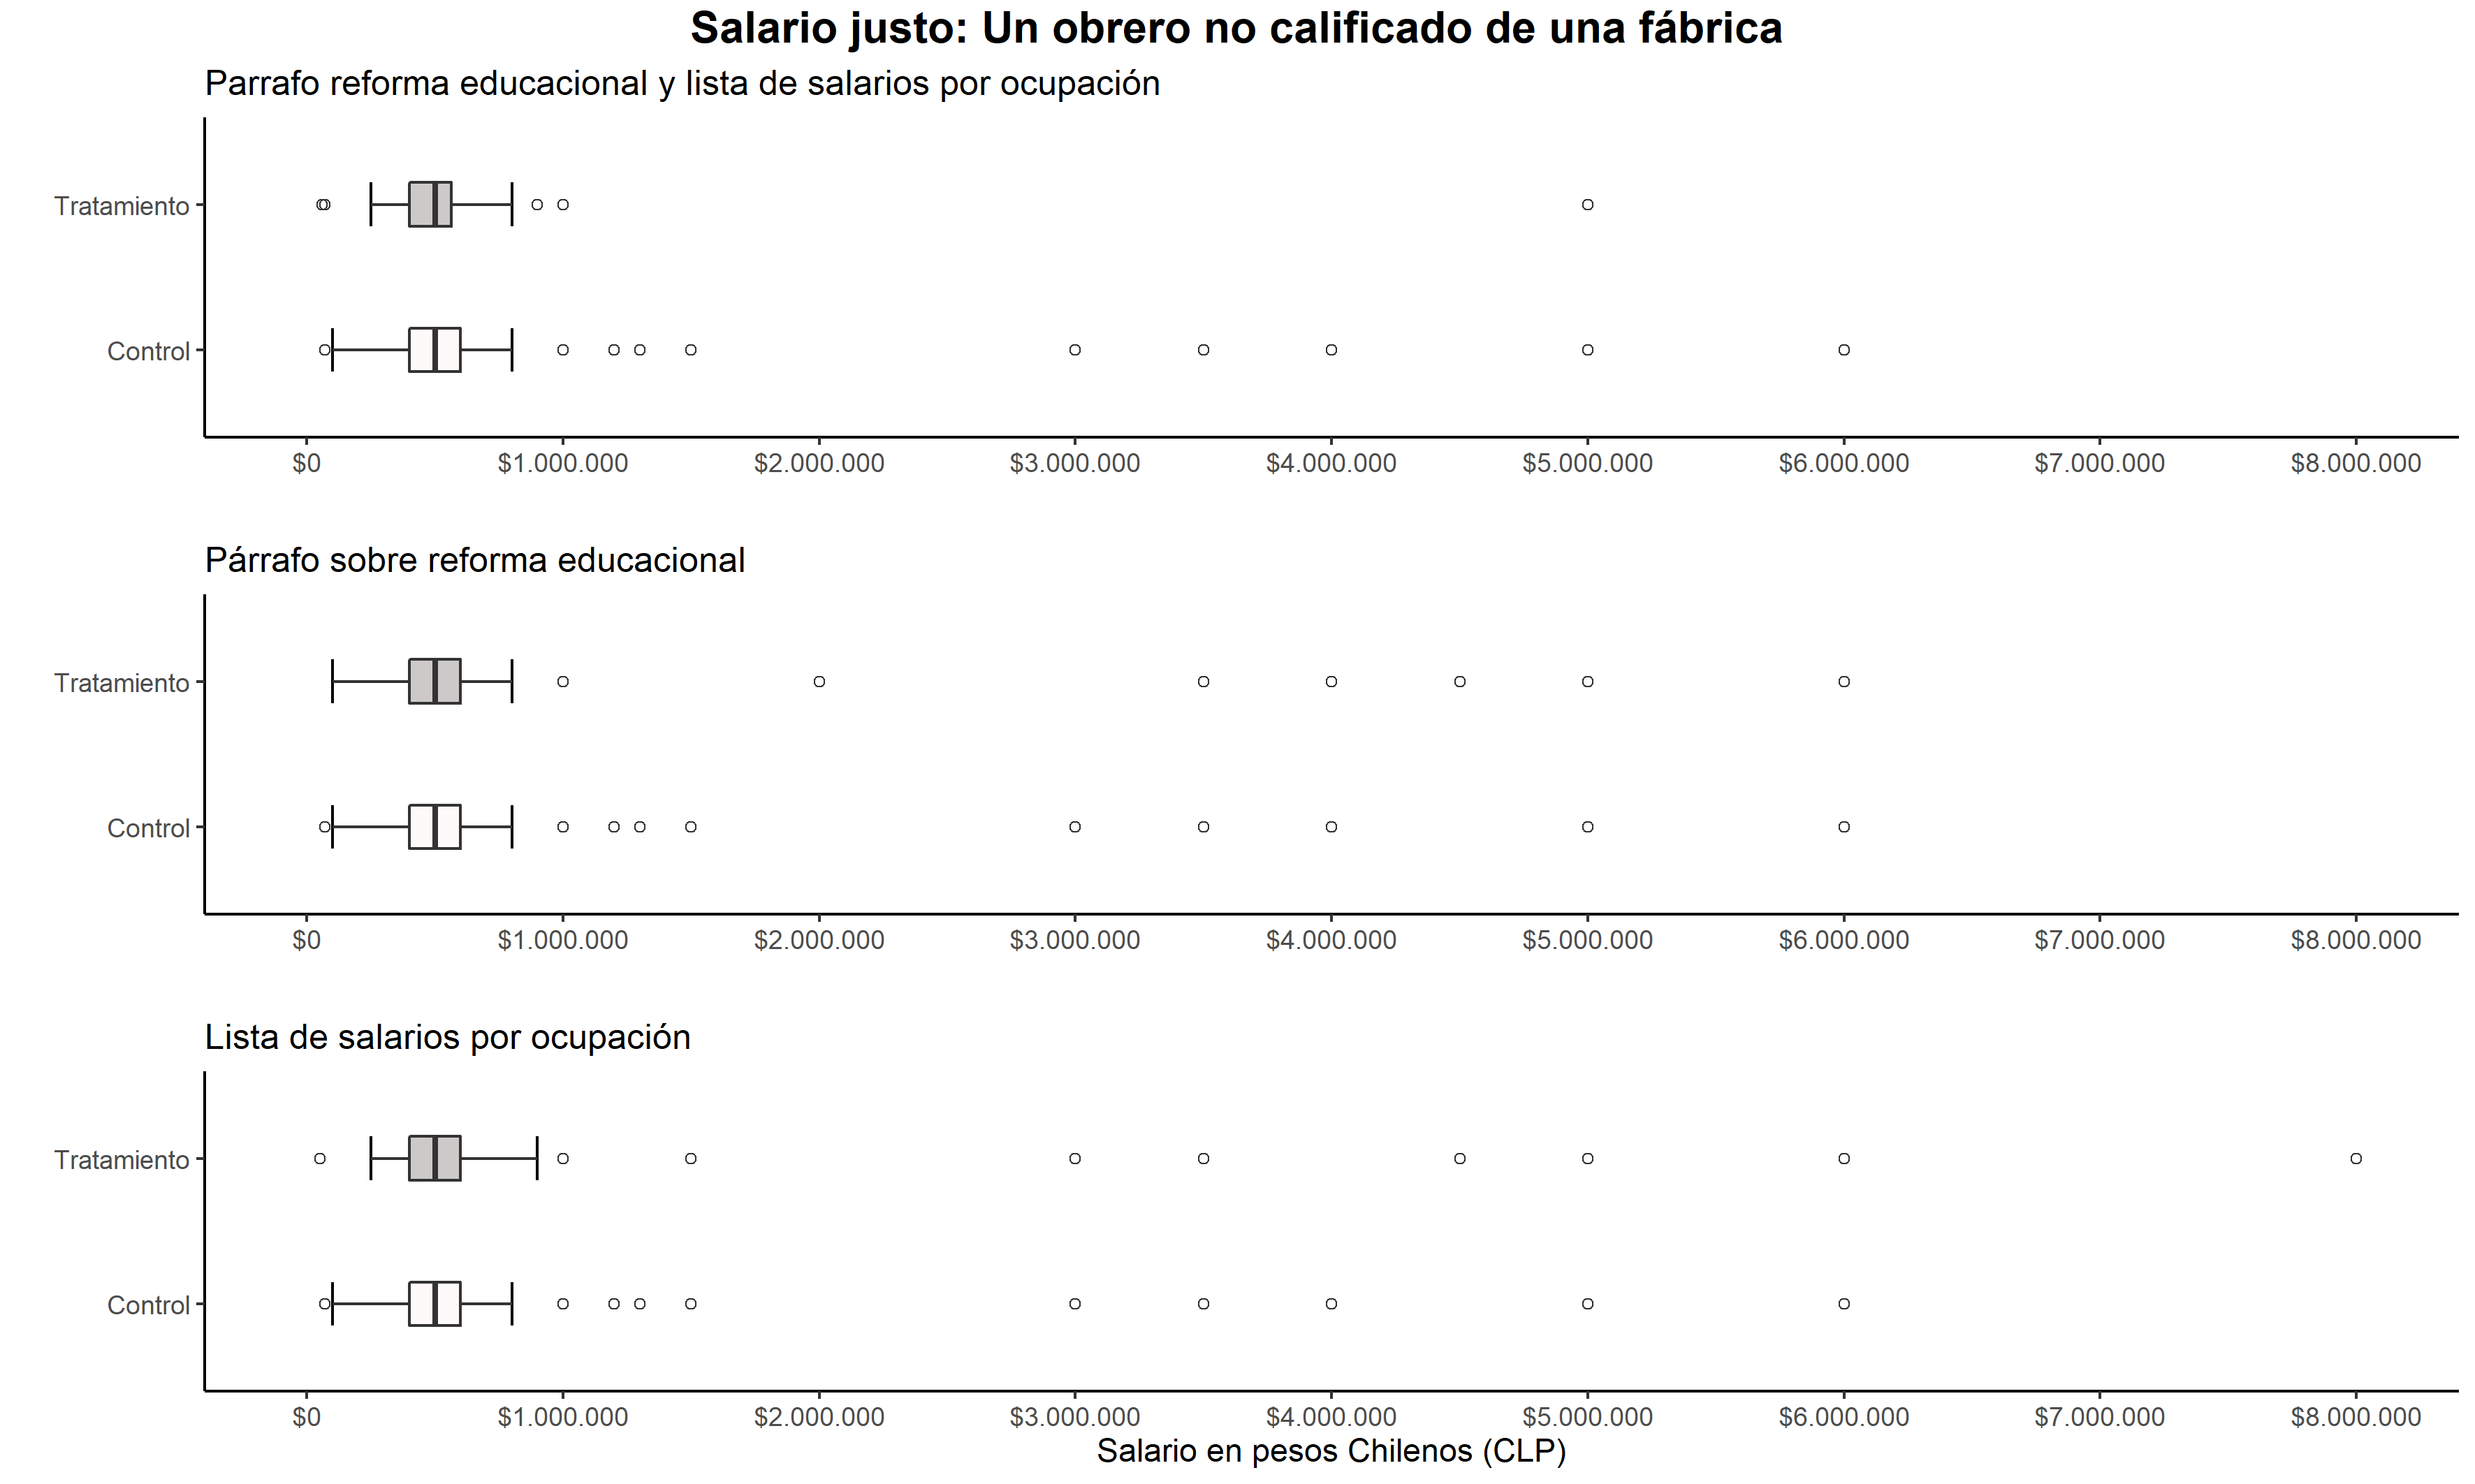 Salario justo: Un obrero no calificado de una fábrica
Parrafo reforma educacional y lista de salarios por ocupación
Tratamiento
Control
$0 $1.000.000 $2.000.000 $3.000.000 $4.000.000 $5.000.000 $6.000.000 $7.000.000 $8.000.000
Párrafo sobre reforma educacional
Tratamiento
Control
$0 $1.000.000 $2.000.000 $3.000.000 $4.000.000 $5.000.000 $6.000.000 $7.000.000 $8.000.000
Lista de salarios por ocupación
Tratamiento
Control
$0 $1.000.000 $2.000.000 $3.000.000 $4.000.000 $5.000.000 $6.000.000 $7.000.000 $8.000.000
Salario en pesos Chilenos (CLP)